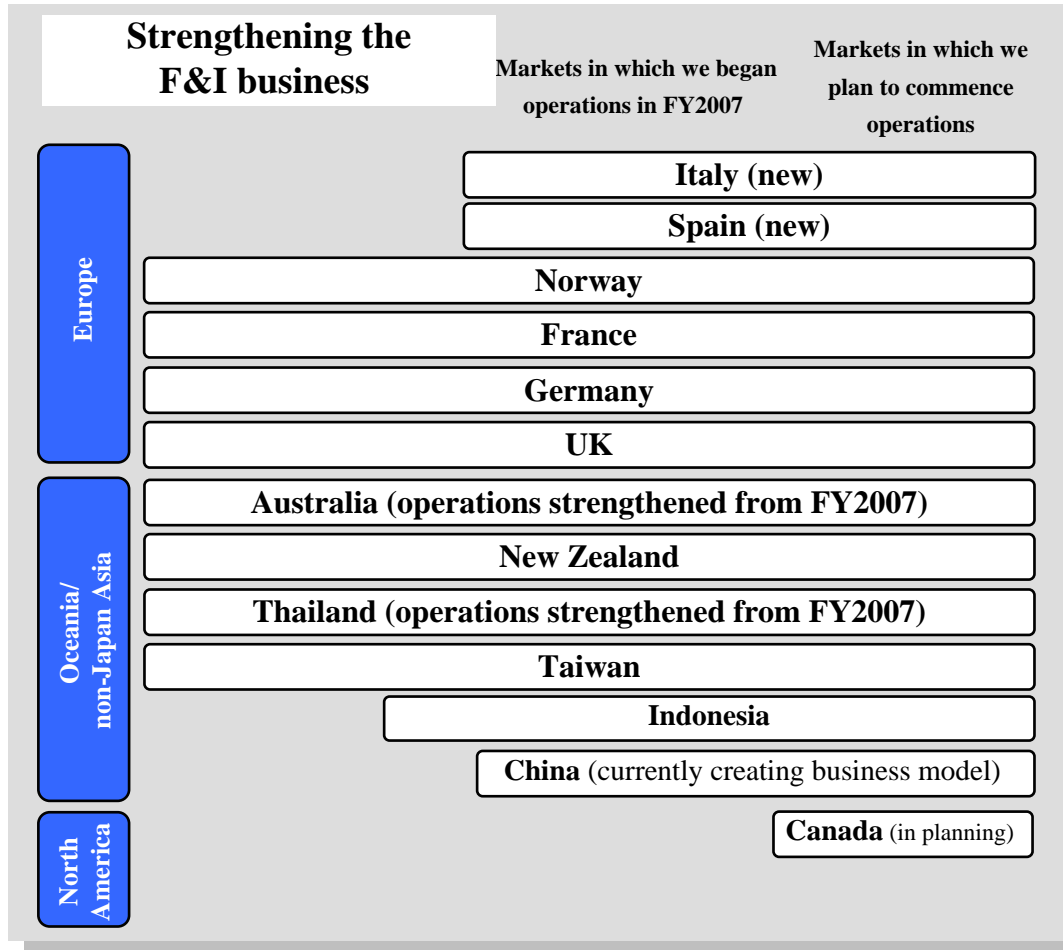 Strengthening the
F&I business
Markets in which we began
operations in FY2007
Markets in which we
plan to commence
operations
Europe
Italy (new)
Spain (new)
Norway
France
Germany
UK
Oceania/
non-Japan Asia
Australia (operations strengthened from FY2007)
New Zealand
Thailand (operations strengthened from FY2007)
Taiwan
Indonesia
China (currently creating business model)
North
America
Canada (in planning)